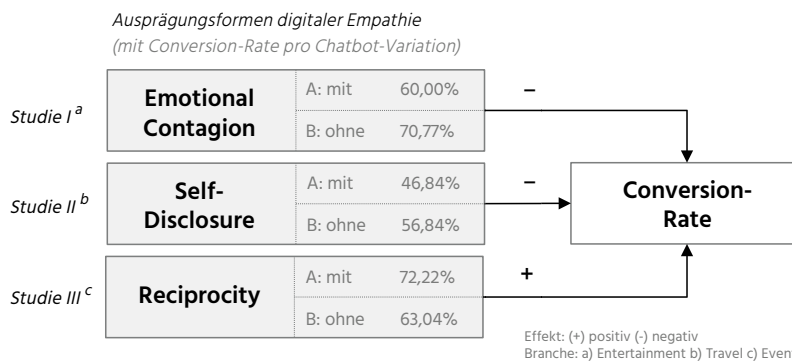 Ausprägungsformen digitaler Empathie
(mit Conversion-Rate pro Chatbot-Variation)
Studie I a
Emotional
Contagion
A: mit 60,00%
B: ohne 70,77%
–
Studie II b
Self-
Disclosure
A: mit 46,84%
B: ohne 56,84%
–
Conversion-
Rate
Studie III c
Reciprocity
A: mit 72,22%
B: ohne 63,04%
+
Effekt: (+) positiv (-) negativ
Branche: a) Entertainment b) Travel c) Even